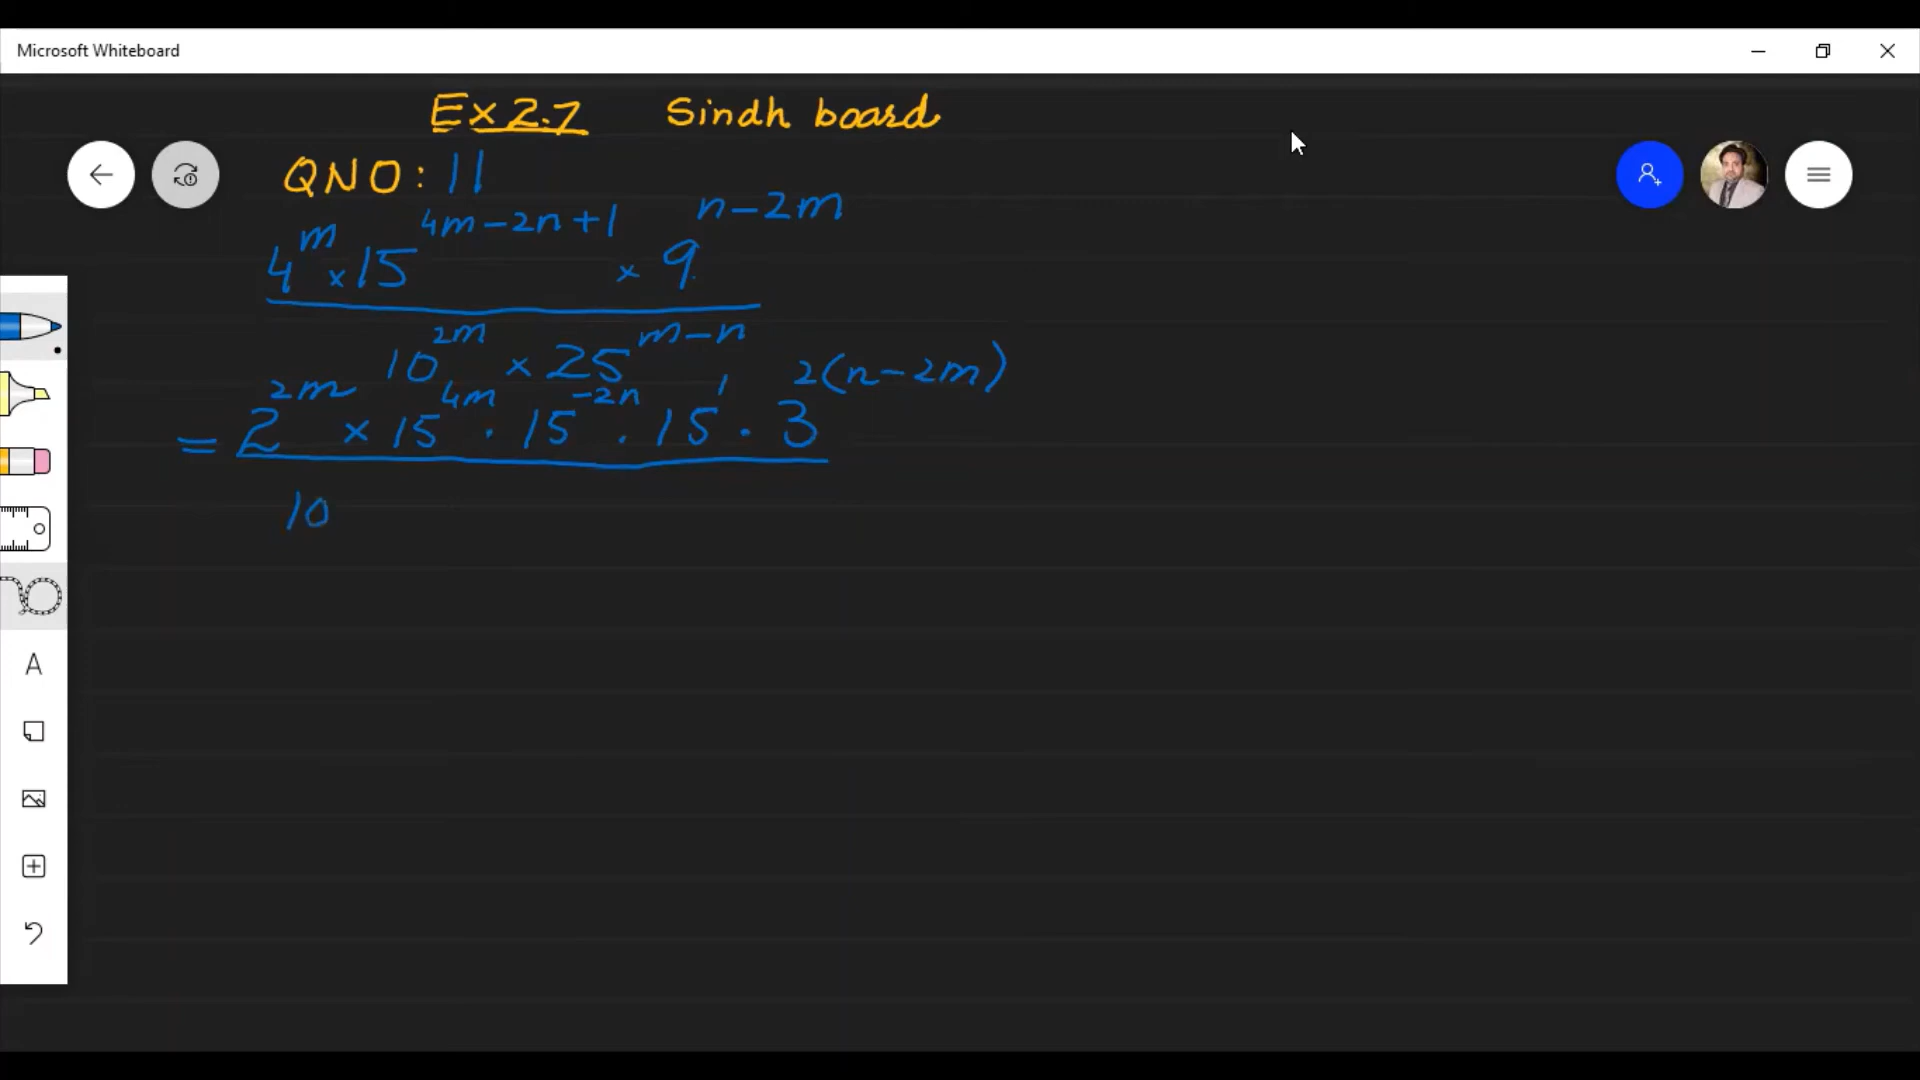 Microsoft Whiteboard
Ex 2.7 Sindh board
QNO: 11
4^m × 15^(4m-2n+1) × 9^(n-2m)
10^(2m) × 25^(m-n)
= 2^(2m) × 15^(4m) . 15^(-2n) . 15^1 . 3^(2(n-2m))
10
A